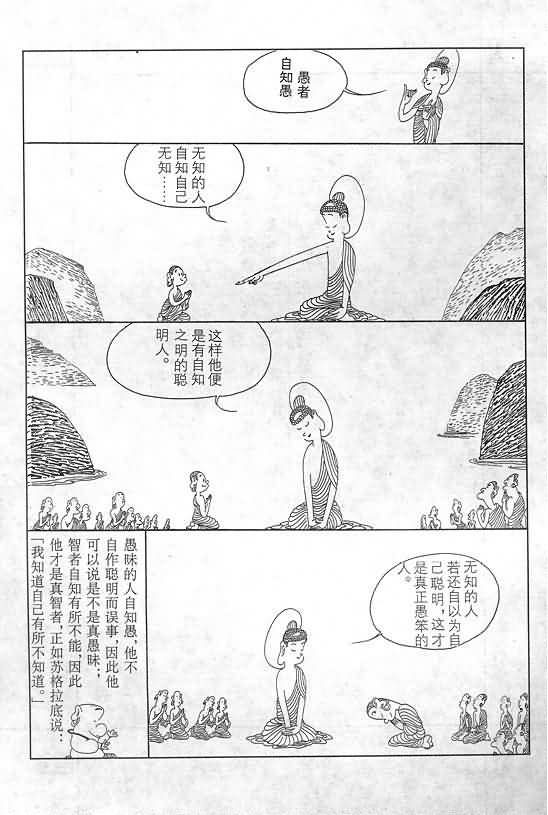 愚者
自知愚
无知的人
自知自己
无知……
这样他便
是有自知
之明的聪
明人。
无知的人
若还自以为自
己聪明，这才
是真正愚笨的
人。
愚昧的人自知愚，他不
自作聪明而误事，因此他
可以说是不是真愚昧；
智者自知有所不能，因此
他才是真智者，正如苏格拉底说：
「我知道自己有所不知道。」